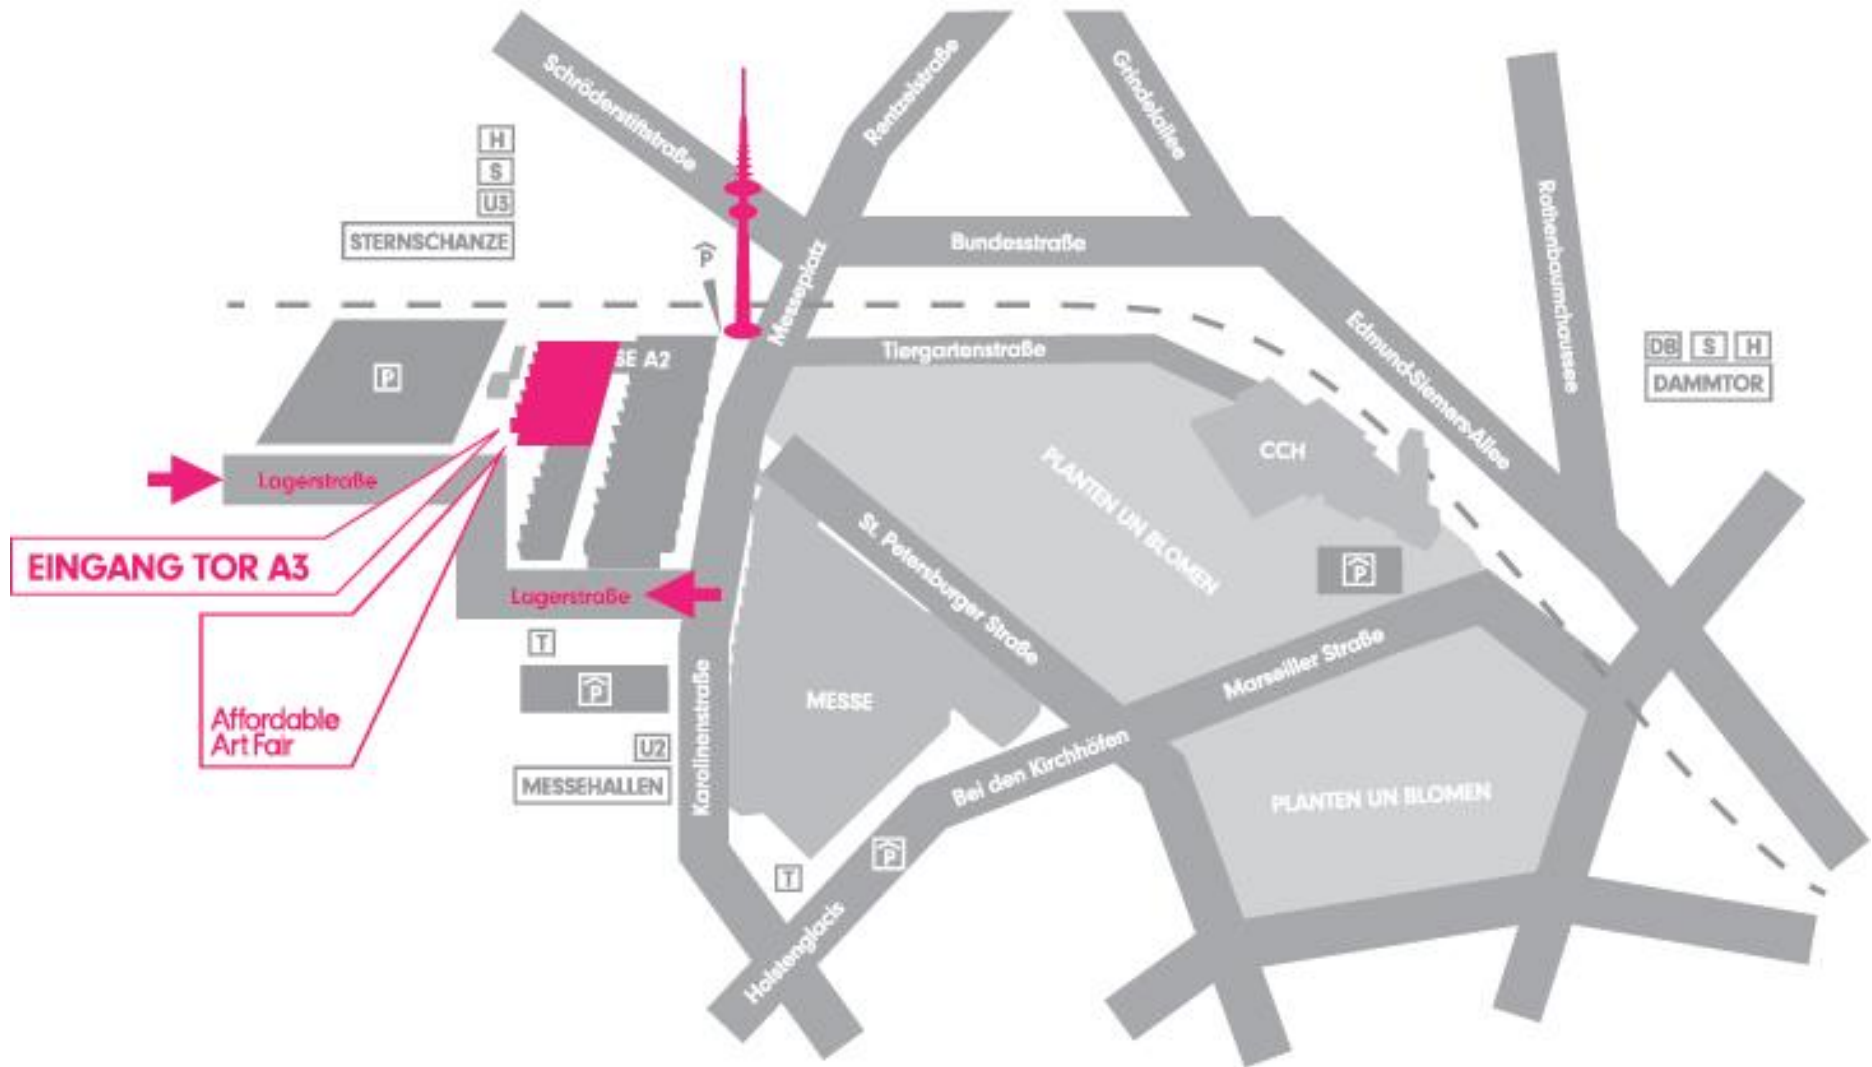 Schröderstiftstraße
Rentzelstraße
Grindelallee
Rothenbaumchaussee
H
S
U3
STERNSCHANZE
P
Messeplatz
Bundesstraße
Edmund-Siemers-Allee
DB S H
DAMMTOR
P
SE A2
Tiergartenstraße
CCH
PLANTEN UN BLOMEN
Lagerstraße
EINGANG TOR A3
Lagerstraße
St. Petersburger Straße
P
T
P
Marseiller Straße
Affordable
Art Fair
MESSE
Karolinenstraße
U2
MESSEHALLEN
Bei den Kirchhöfen
PLANTEN UN BLOMEN
P
T
Holstenglacis